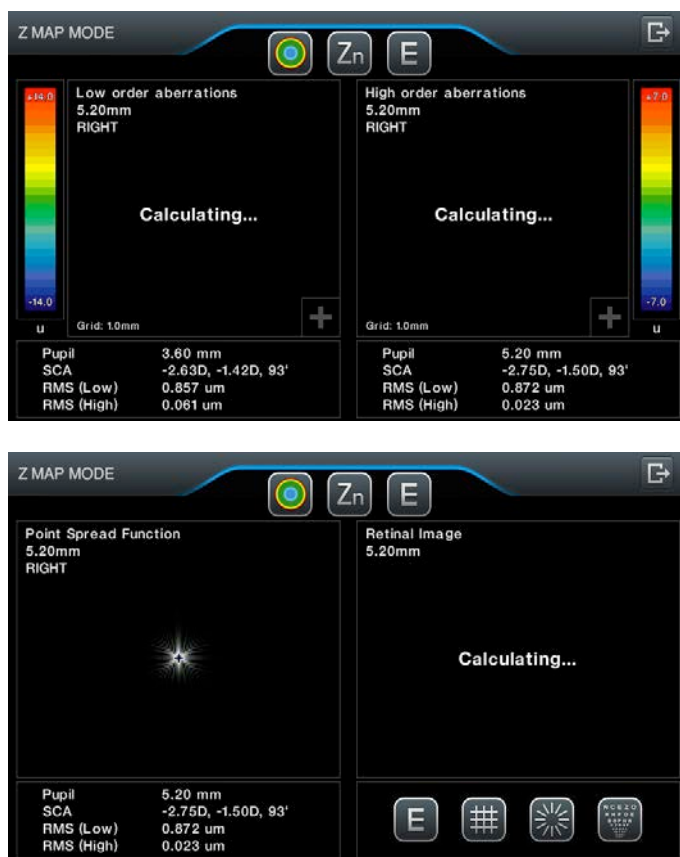 Z MAP MODE
Zn E
+14.0
-14.0
u
Low order aberrations
5.20mm
RIGHT
Calculating...
Grid: 1.0mm
High order aberrations
5.20mm
RIGHT
Calculating...
Grid: 1.0mm
+7.0
-7.0
u
Pupil 3.60 mm
SCA -2.63D, -1.42D, 93'
RMS (Low) 0.857 um
RMS (High) 0.061 um
Pupil 5.20 mm
SCA -2.75D, -1.50D, 93'
RMS (Low) 0.872 um
RMS (High) 0.023 um
Z MAP MODE
Zn E
Point Spread Function
5.20mm
RIGHT
Retinal Image
5.20mm
Calculating...
Pupil 5.20 mm
SCA -2.75D, -1.50D, 93'
RMS (Low) 0.872 um
RMS (High) 0.023 um
E